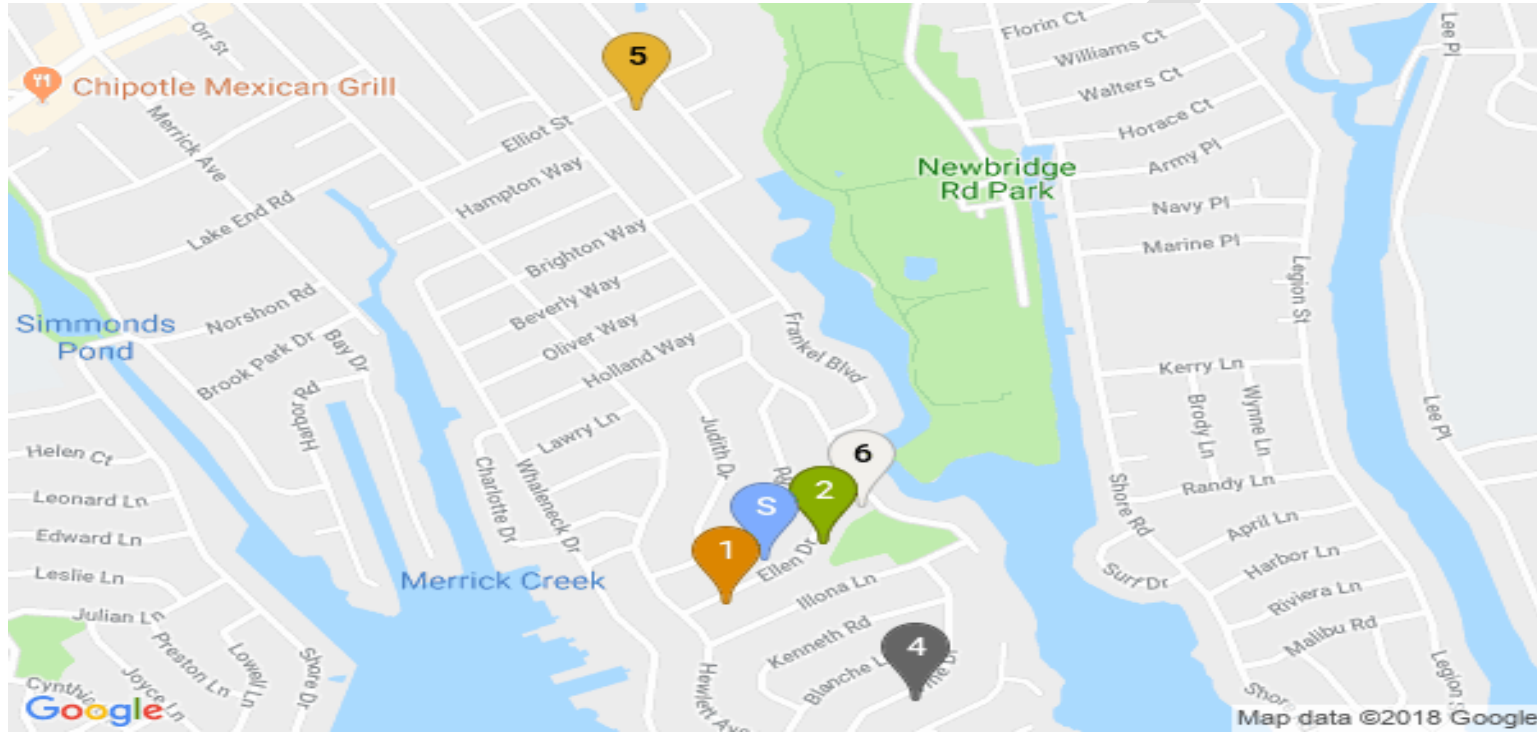 Orr St
Florin Ct
Williams Ct
Lee Pl
5
Chipotle Mexican Grill
Walters Ct
Horace Ct
Merrick Ave
Elliot St
Army Pl
Newbridge
Rd Park
Hampton Way
Lake End Rd
Navy Pl
Marine Pl
Brighton Way
Legion St
Beverly Way
Norshon Rd
Simmonds
Pond
Oliver Way
Frankel Blvd
Bay Dr
Brook Park Dr
Holland Way
Kerry Ln
Harbor Rd
Brody Ln
Wynne Ln
Lee Pl
Lawry Ln
Judith Dr
Helen Ct
6
Charlotte Dr
Whaleneck Dr
Randy Ln
Shore Rd
Leonard Ln
2
S
April Ln
Edward Ln
1
Ellen Dr
Harbor Ln
Leslie Ln
Merrick Creek
Illona Ln
Surf Dr
Riviera Ln
Julian Ln
Kenneth Rd
Malibu Rd
Preston Ln
Lowell Ln
Shore Dr
4
Blanche
Joyce Ln
Hewlett Ave
Legion
Shore
Google
Map data ©2018 Google